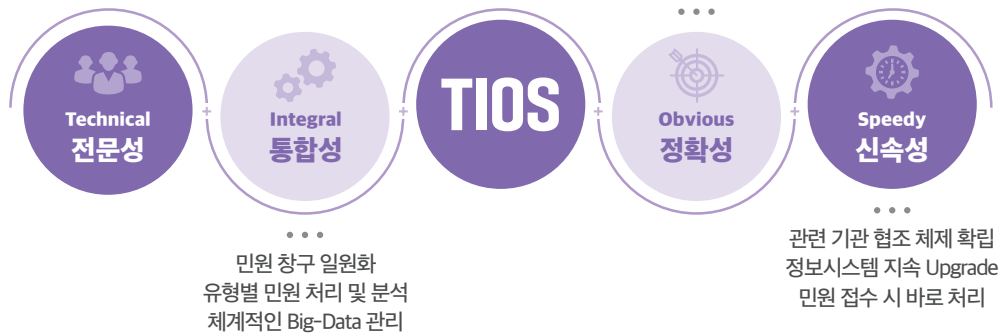 Technical
전문성
Integral
통합성
TIOS
Obvious
정확성
Speedy
신속성
민원 창구 일원화
유형별 민원 처리 및 분석
체계적인 Big-Data 관리
관련 기관 협조 체제 확립
정보시스템 지속 Upgrade
민원 접수 시 바로 처리